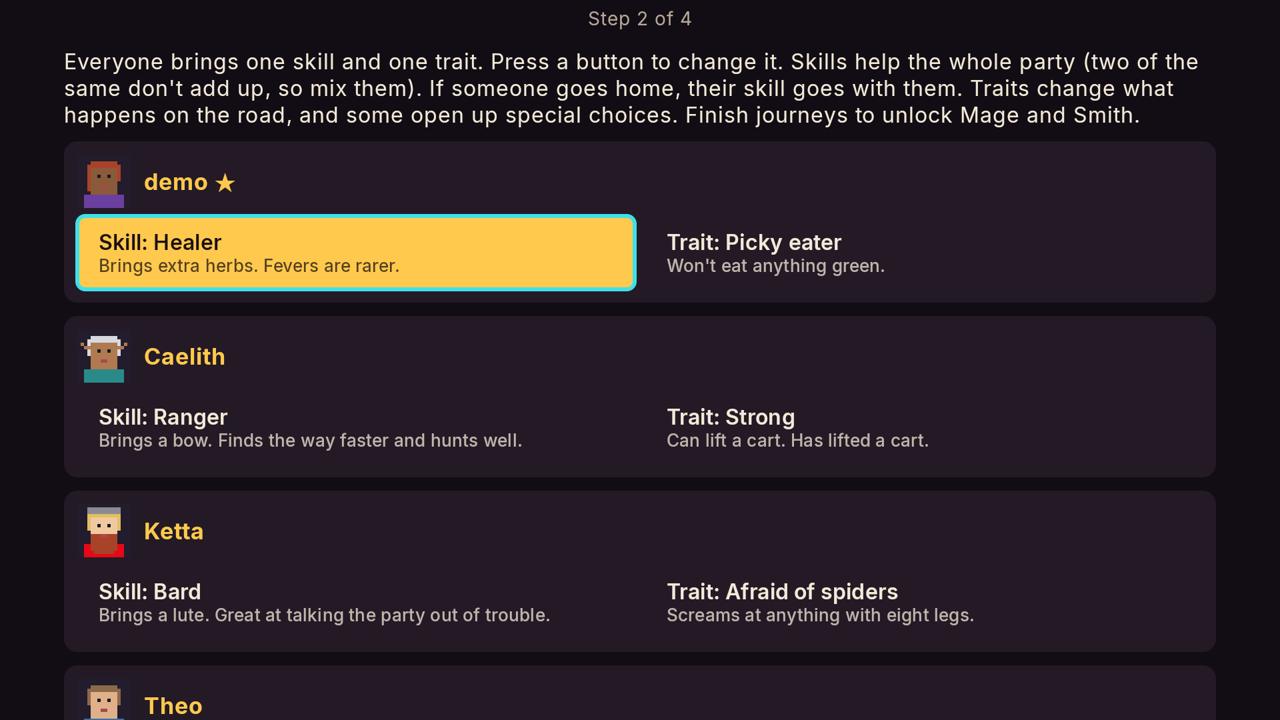 Step 2 of 4
Everyone brings one skill and one trait. Press a button to change it. Skills help the whole party (two of the
same don't add up, so mix them). If someone goes home, their skill goes with them. Traits change what
happens on the road, and some open up special choices. Finish journeys to unlock Mage and Smith.
demo ★
Skill: Healer
Brings extra herbs. Fevers are rarer.
Trait: Picky eater
Won't eat anything green.
Caelith
Skill: Ranger
Brings a bow. Finds the way faster and hunts well.
Trait: Strong
Can lift a cart. Has lifted a cart.
Ketta
Skill: Bard
Brings a lute. Great at talking the party out of trouble.
Trait: Afraid of spiders
Screams at anything with eight legs.
Theo